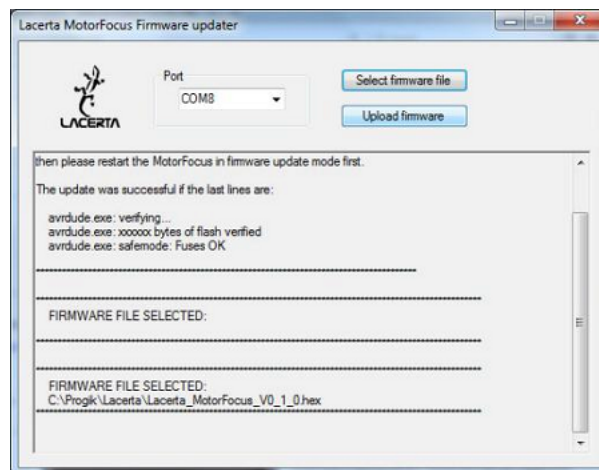 Lacerta MotorFocus Firmware updater
LACERTA
Port
COM8
Select firmware file
Upload firmware
then please restart the MotorFocus in firmware update mode first.
The update was successful if the last lines are:
avrdude.exe: verifying...
avrdude.exe: xxxxxx bytes of flash verified
avrdude.exe: safemode: Fuses OK
FIRMWARE FILE SELECTED:
FIRMWARE FILE SELECTED:
C:\Progik\Lacerta\Lacerta_MotorFocus_V0_1_0.hex